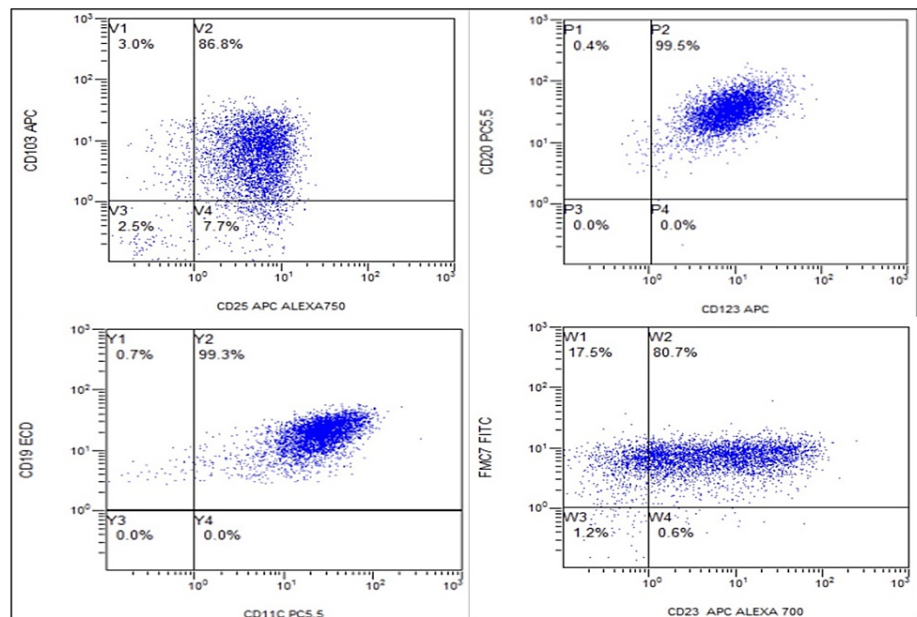 10³
V1 V2
3.0% 86.8%
10²
10¹
10⁰
V3 V4
2.5% 7.7%
10⁰ 10¹ 10² 10³
CD103 APC
CD25 APC ALEXA750
10³
P1 P2
0.4% 99.5%
10²
10¹
10⁰
P3 P4
0.0% 0.0%
10⁰ 10¹ 10² 10³
CD20 PC5.5
CD123 APC
10³
Y1 Y2
0.7% 99.3%
10²
10¹
10⁰
Y3 Y4
0.0% 0.0%
10⁰ 10¹ 10² 10³
CD19 ECD
CD11C PC5.5
10³
W1 W2
17.5% 80.7%
10²
10¹
10⁰
W3 W4
1.2% 0.6%
10⁰ 10¹ 10² 10³
FMC7 FITC
CD23 APC ALEXA 700